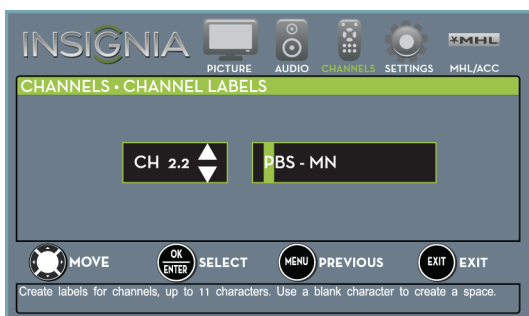 INSIGNIA
PICTURE AUDIO CHANNELS SETTINGS MHL MHL/ACC
CHANNELS • CHANNEL LABELS
CH 2.2 PBS - MN
MOVE OK ENTER SELECT MENU PREVIOUS EXIT EXIT
Create labels for channels, up to 11 characters. Use a blank character to create a space.